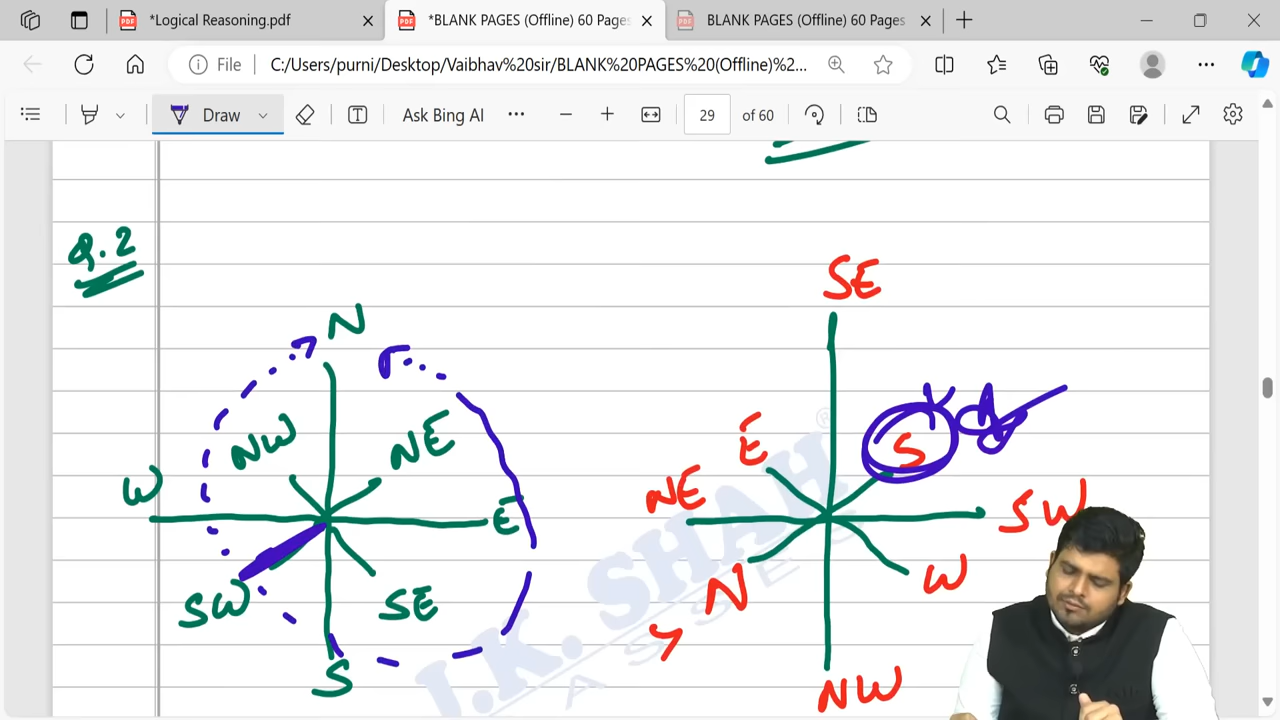 *Logical Reasoning.pdf
*BLANK PAGES (Offline) 60 Pages
BLANK PAGES (Offline) 60 Pages
File
C:/Users/purni/Desktop/Vaibhav%20sir/BLANK%20PAGES%20(Offline)%2...
Draw
Ask Bing AI
29 of 60
Q.2
N
NW
NE
W
E
SW
SE
S
SE
E
S
NE
SW
N
W
NW
J.K. SHAH